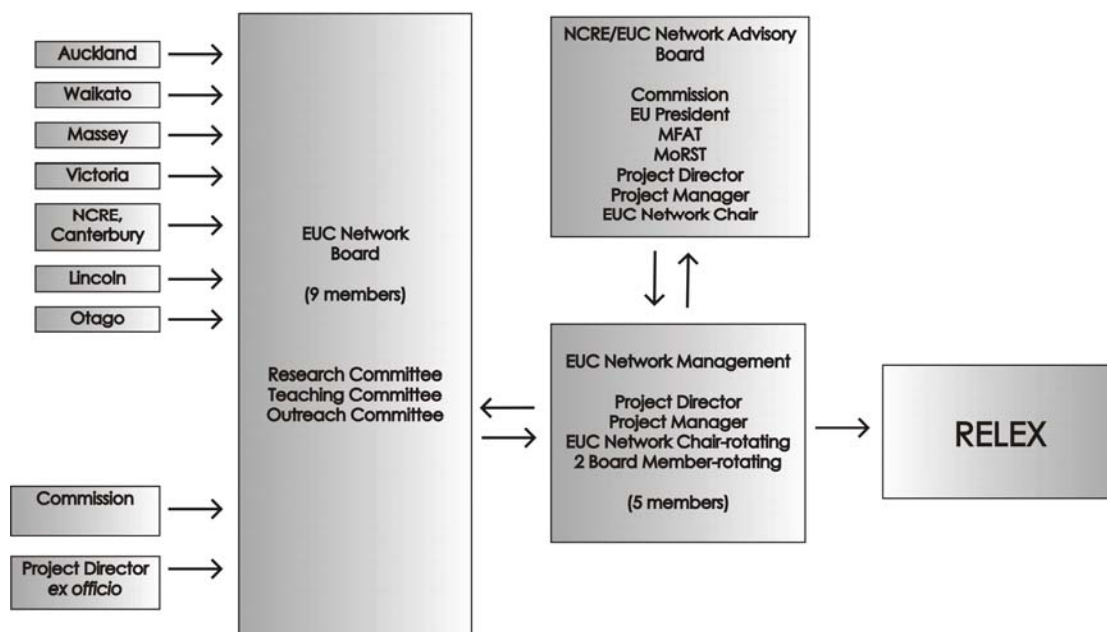 Auckland
Waikato
Massey
Victoria
NCRE,
Canterbury
Lincoln
Otago
Commission
Project Director
ex officio
EUC Network
Board
(9 members)
Research Committee
Teaching Committee
Outreach Committee
NCRE/EUC Network Advisory
Board
Commission
EU President
MFAT
MoRST
Project Director
Project Manager
EUC Network Chair
EUC Network Management
Project Director
Project Manager
EUC Network Chair-rotating
2 Board Member-rotating
(5 members)
RELEX